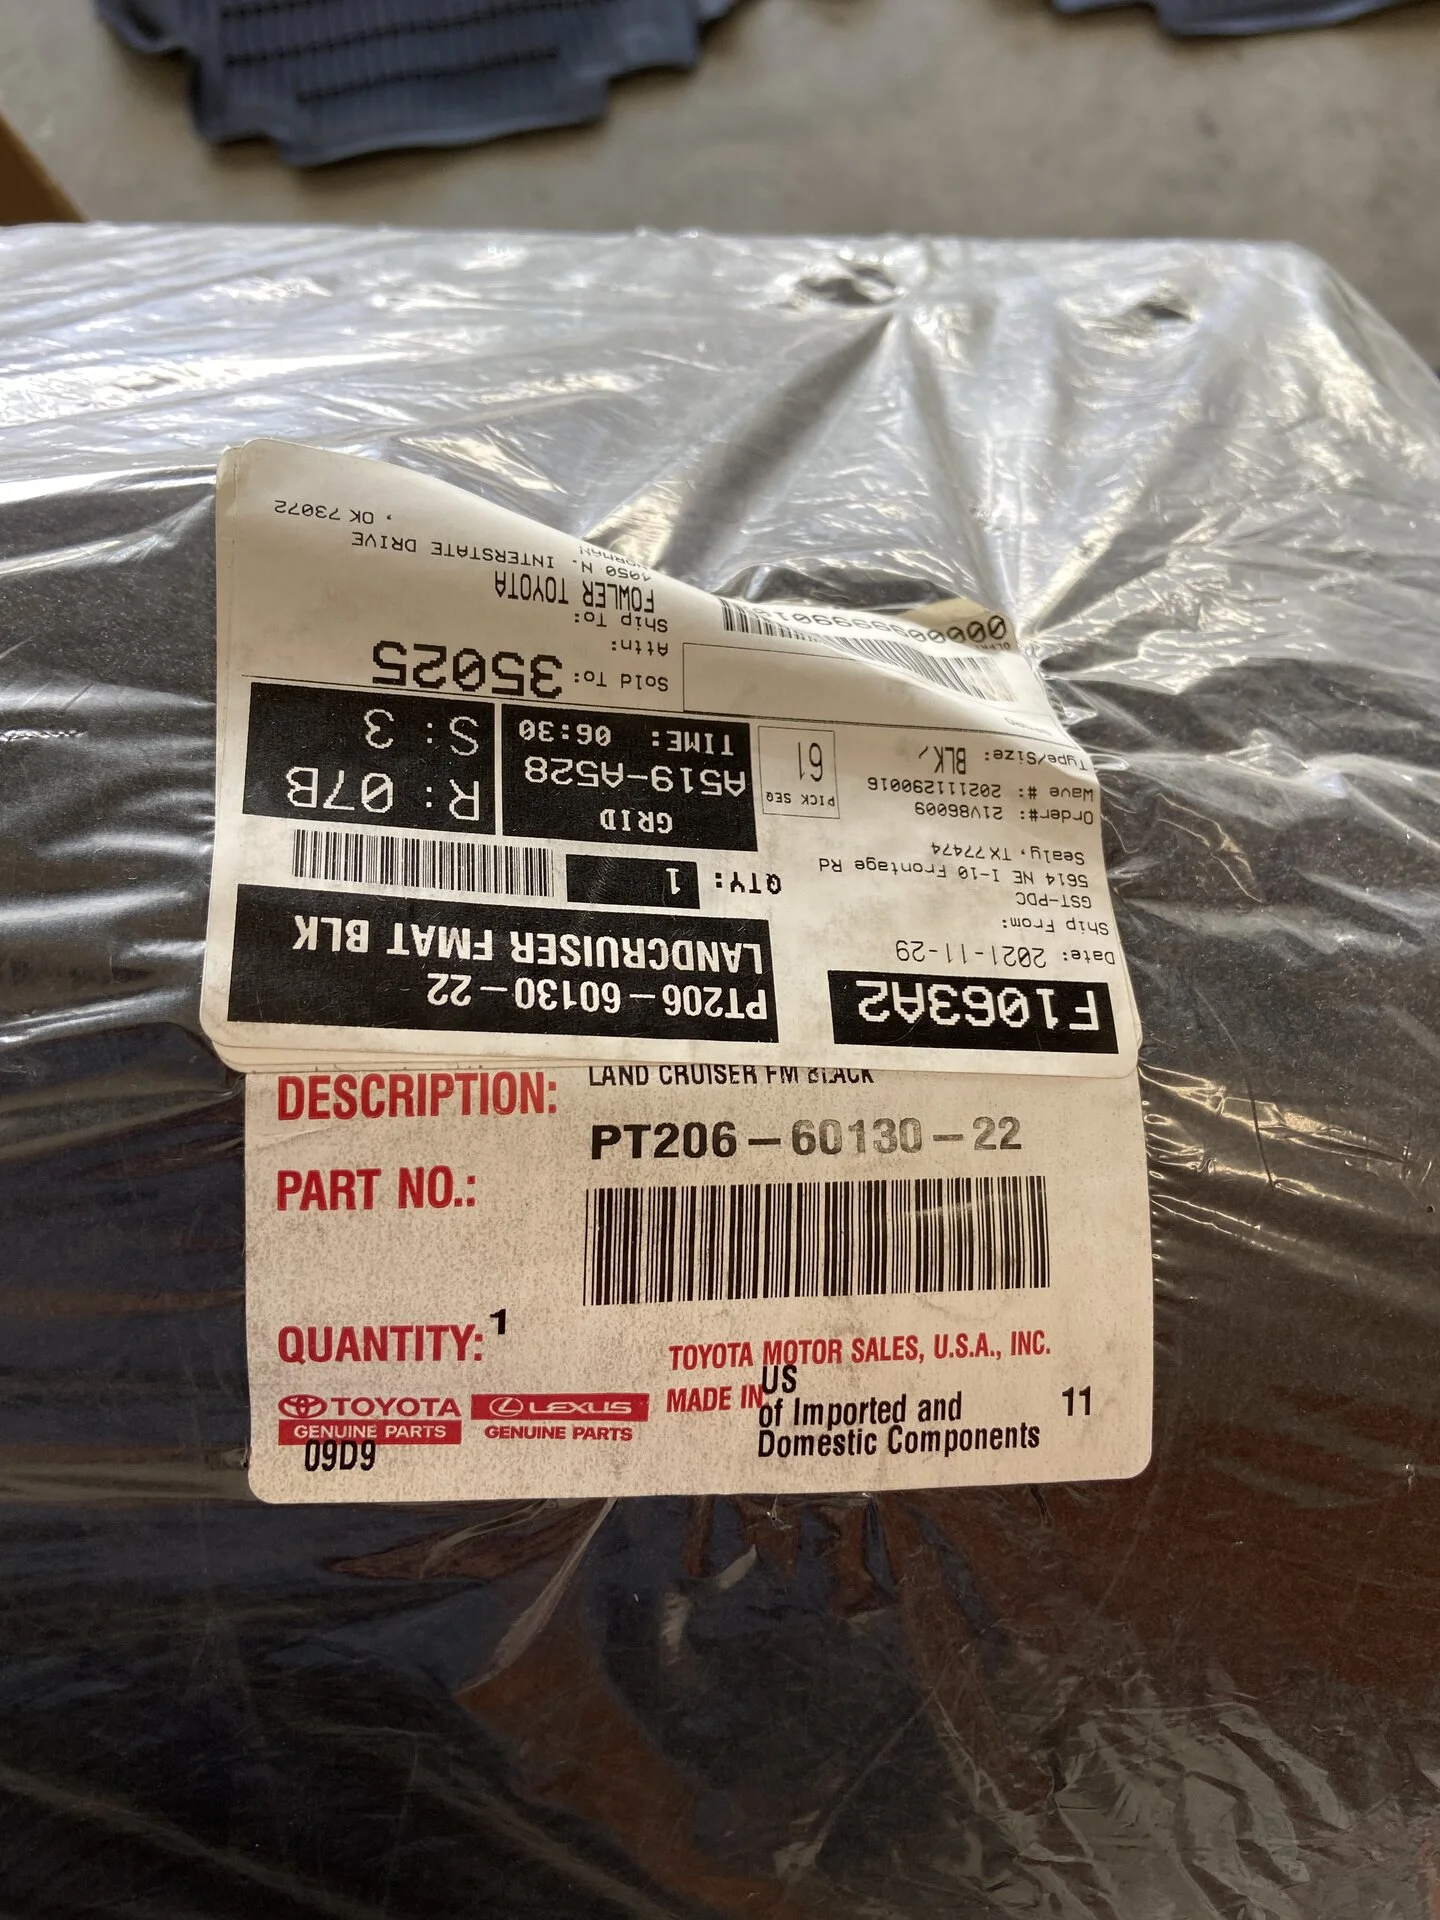 F1063A2
Date: 2021-11-29
Ship From:
GST-PDC
5614 NE I-10 Frontage Rd
Sealy, TX77474
Order#: 21V86009
Wave #: 202111290016
Type/Size: BLK/
PT206-60130-22
LANDCRUISER FMAT BLK
QTY: 1
GRID
A519-A528
TIME: 06:30
R: 07B
S: 3
PICK SEQ
61
Sold To: 35025
Attn:
Ship To:
FOWLER TOYOTA
4050 N. INTERSTATE DRIVE
NORMAN
, OK 73072
DESCRIPTION: LAND CRUISER FM BLACK
PART NO.: PT206-60130-22
QUANTITY: 1
TOYOTA MOTOR SALES, U.S.A., INC.
MADE IN US
of Imported and
Domestic Components
11
TOYOTA
GENUINE PARTS
LEXUS
GENUINE PARTS
09D9